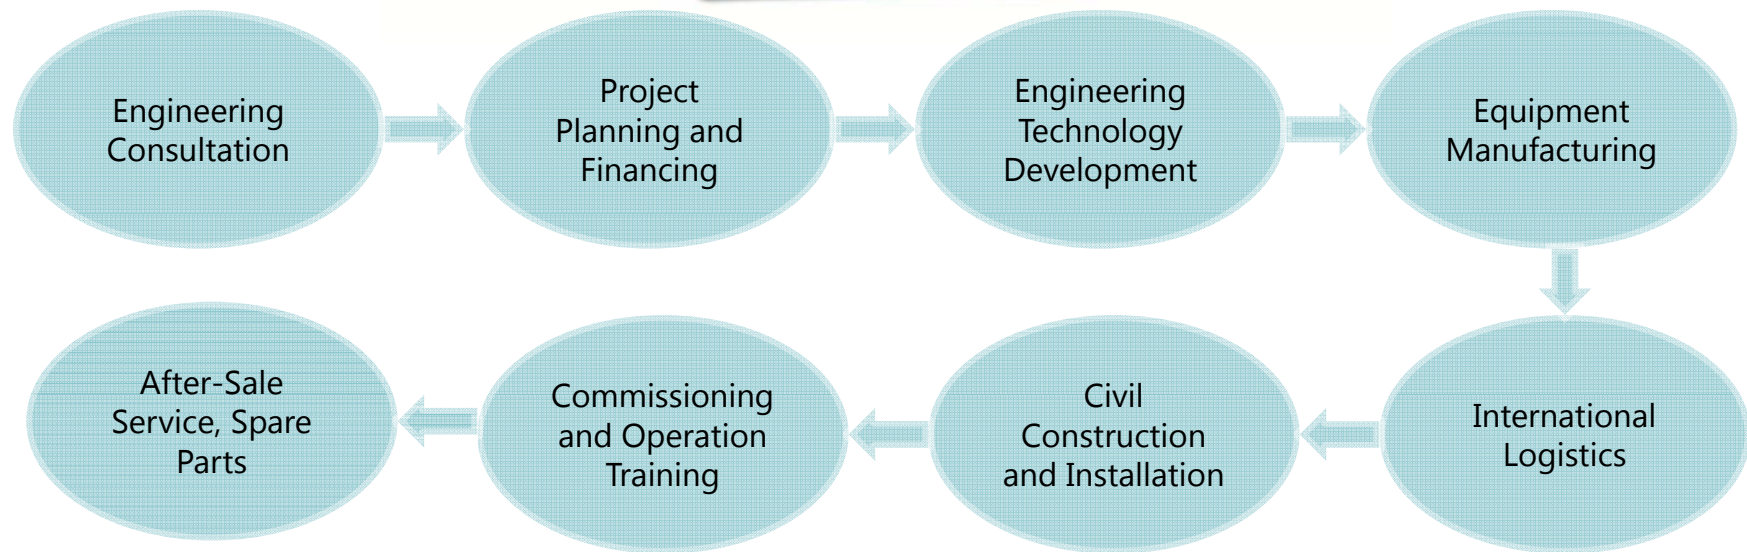 Engineering
Consultation
Project
Planning and
Financing
Engineering
Technology
Development
Equipment
Manufacturing
International
Logistics
Civil
Construction
and Installation
Commissioning
and Operation
Training
After-Sale
Service, Spare
Parts